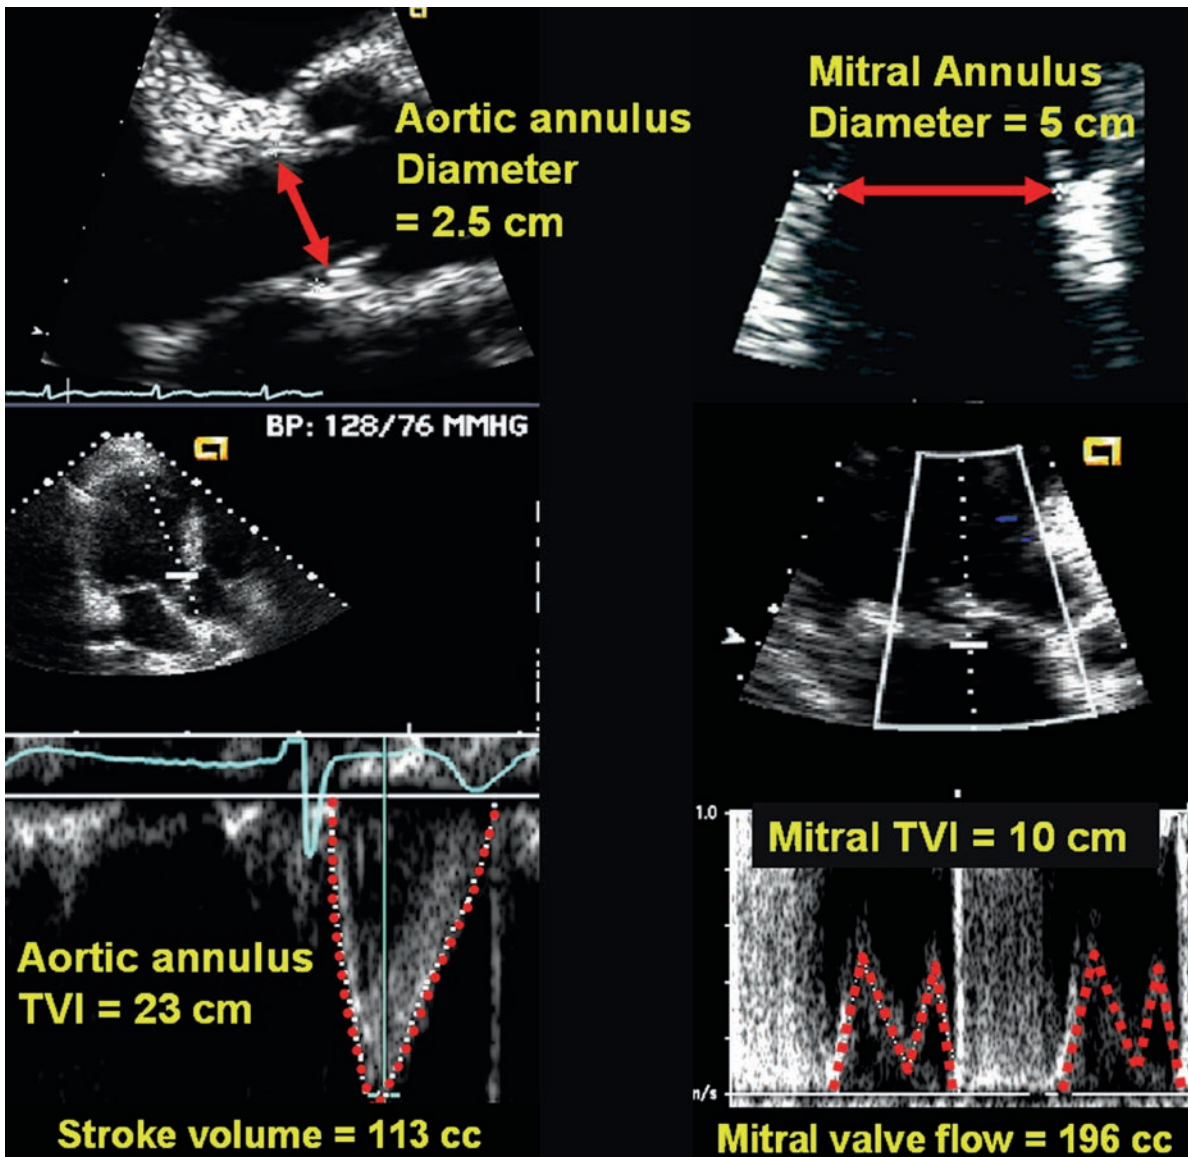 Aortic annulus
Diameter
= 2.5 cm
Mitral Annulus
Diameter = 5 cm
BP: 128/76 MMHG
Aortic annulus
TVI = 23 cm
Stroke volume = 113 cc
1.0
Mitral TVI = 10 cm
n/s
Mitral valve flow = 196 cc